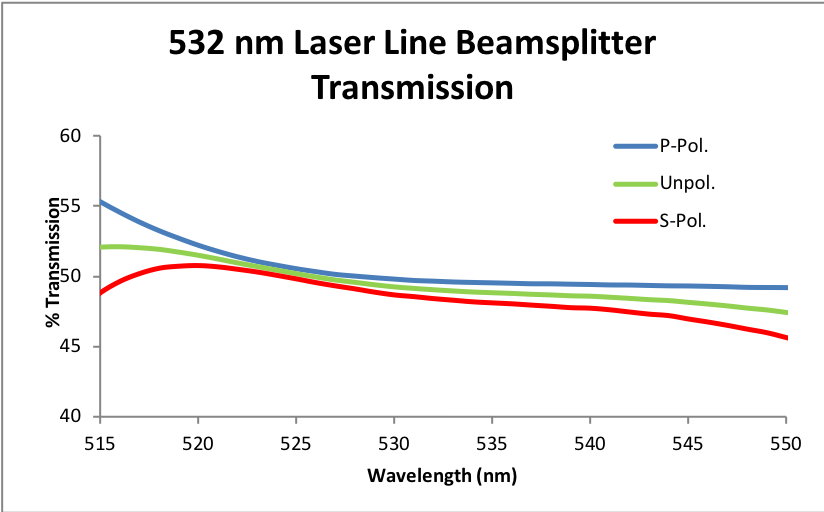 532 nm Laser Line Beamsplitter
Transmission
60
55
50
45
40
% Transmission
P-Pol.
Unpol.
S-Pol.
515 520 525 530 535 540 545 550
Wavelength (nm)